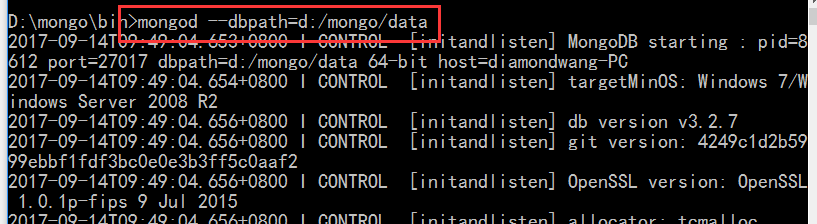 D:\mongo\bin>mongod --dbpath=d:/mongo/data
2017-09-14T09:49:04.653+0800 I CONTROL  [initandlisten] MongoDB starting : pid=8
612 port=27017 dbpath=d:/mongo/data 64-bit host=diamondwang-PC
2017-09-14T09:49:04.654+0800 I CONTROL  [initandlisten] targetMinOS: Windows 7/W
indows Server 2008 R2
2017-09-14T09:49:04.656+0800 I CONTROL  [initandlisten] db version v3.2.7
2017-09-14T09:49:04.656+0800 I CONTROL  [initandlisten] git version: 4249c1d2b59
99ebbf1fdf3bc0e0e3b3ff5c0aaf2
2017-09-14T09:49:04.656+0800 I CONTROL  [initandlisten] OpenSSL version: OpenSSL
 1.0.1p-fips 9 Jul 2015
2017-09-14T09:49:04.656+0800 I CONTROL  [initandlisten] allocator: tcmalloc